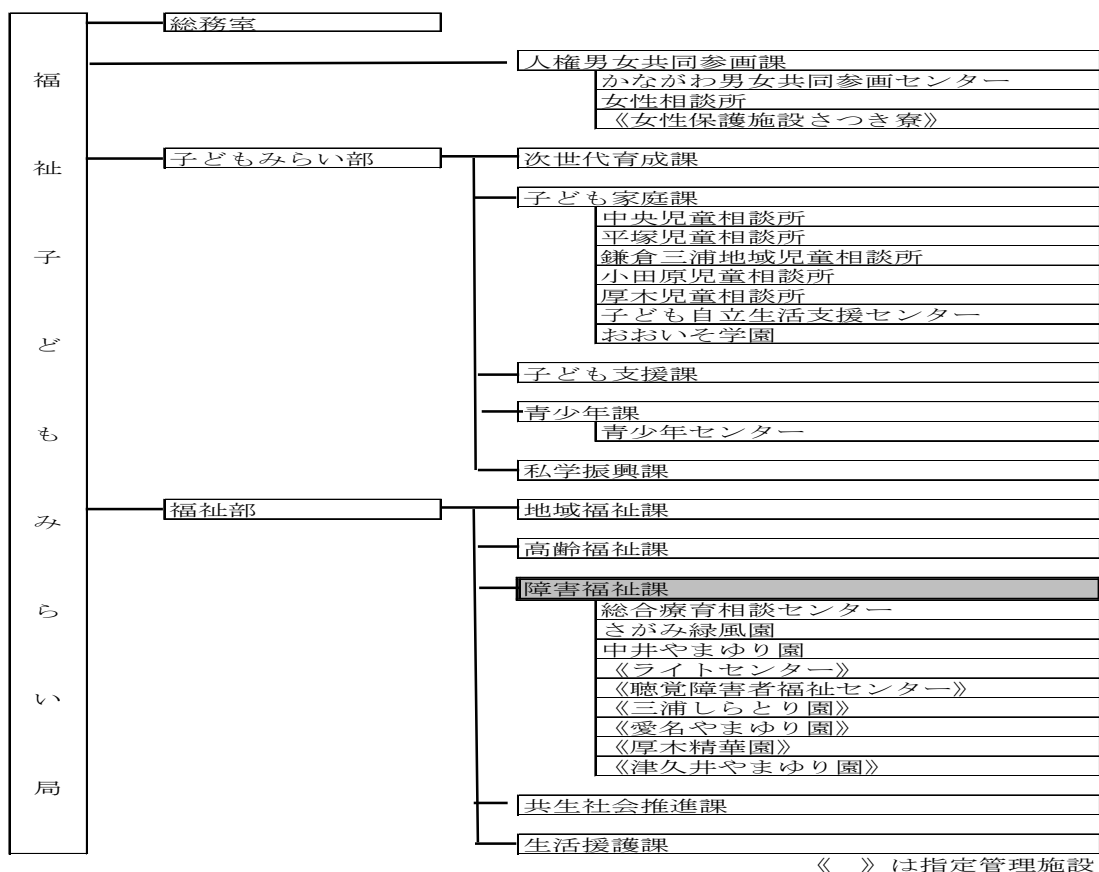 福祉子どもみらい局
総務室
人権男女共同参画課
かながわ男女共同参画センター
女性相談所
《女性保護施設さつき寮》
子どもみらい部
次世代育成課
子ども家庭課
中央児童相談所
平塚児童相談所
鎌倉三浦地域児童相談所
小田原児童相談所
厚木児童相談所
子ども自立生活支援センター
おおいそ学園
子ども支援課
青少年課
青少年センター
私学振興課
福祉部
地域福祉課
高齢福祉課
障害福祉課
総合療育相談センター
さがみ緑風園
中井やまゆり園
《ライトセンター》
《聴覚障害者福祉センター》
《三浦しらとり園》
《愛名やまゆり園》
《厚木精華園》
《津久井やまゆり園》
共生社会推進課
生活援護課
《　》は指定管理施設